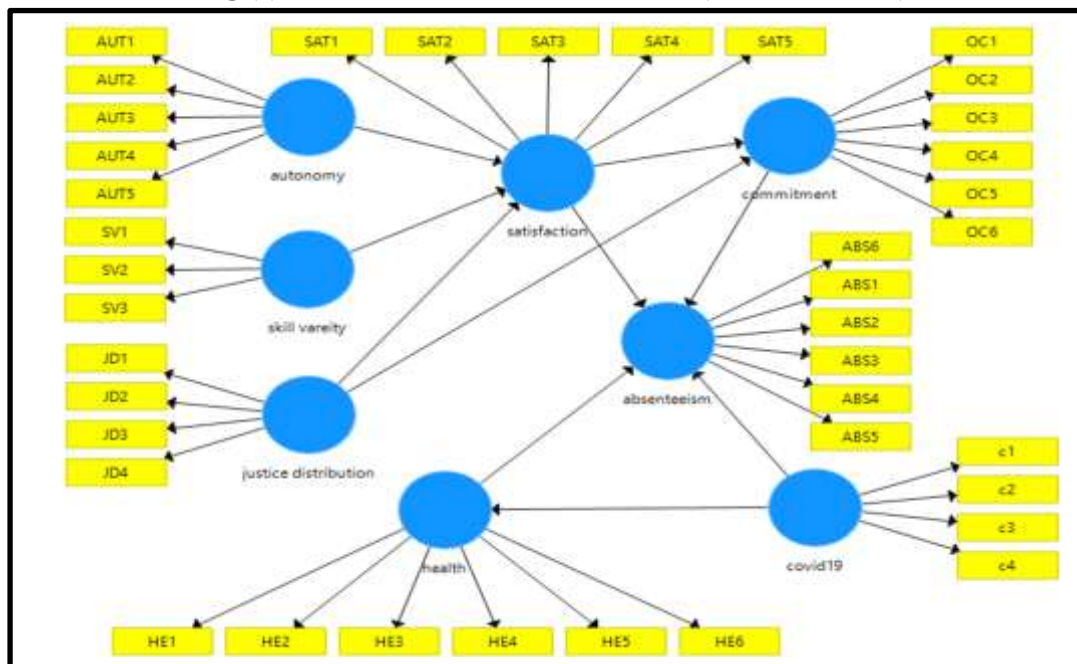 AUT1
AUT2
AUT3
AUT4
AUT5
autonomy
SAT1
SAT2
SAT3
SAT4
SAT5
satisfaction
OC1
OC2
OC3
OC4
OC5
OC6
commitment
SV1
SV2
SV3
skill vareity
ABS6
ABS1
ABS2
ABS3
ABS4
ABS5
absenteeism
JD1
JD2
JD3
JD4
justice distribution
c1
c2
c3
c4
covid19
health
HE1
HE2
HE3
HE4
HE5
HE6